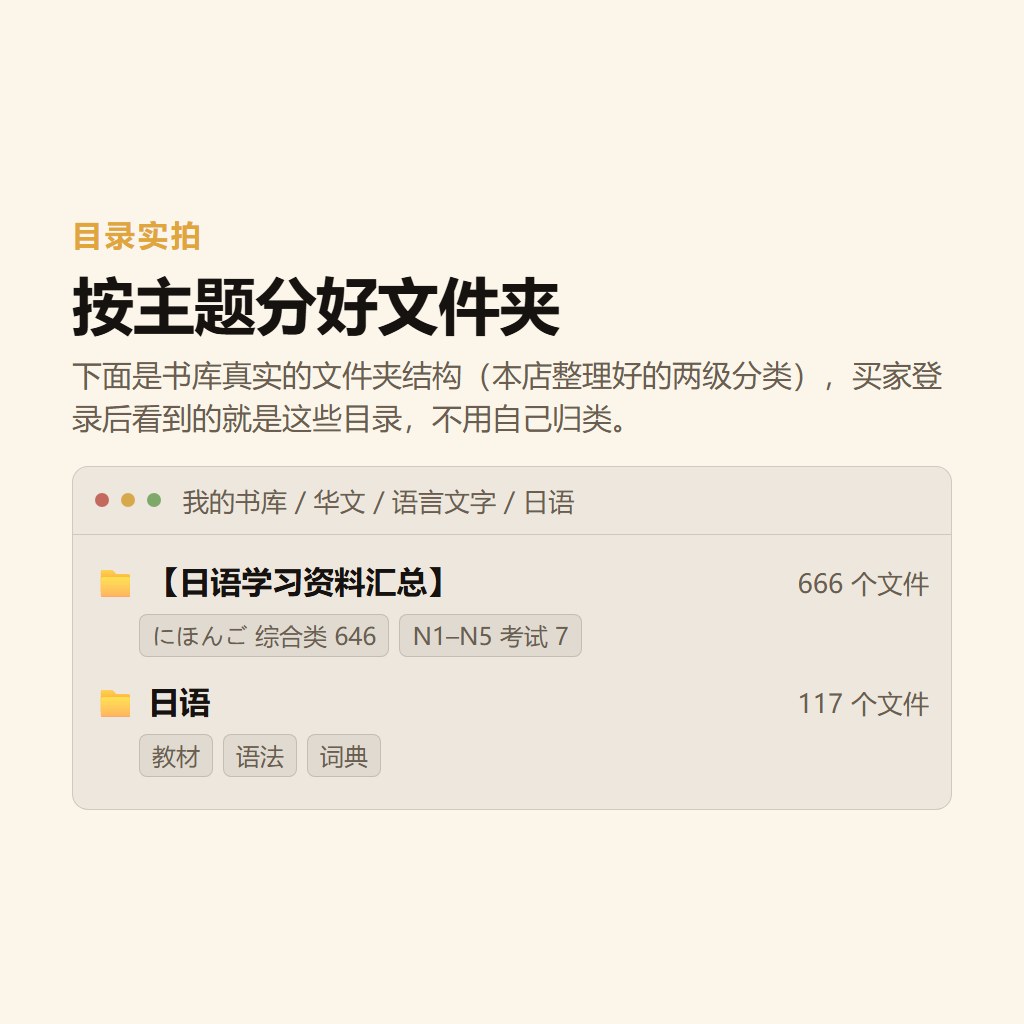 目录实拍
按主题分好文件夹
下面是书库真实的文件夹结构（本店整理好的两级分类），买家登
录后看到的就是这些目录，不用自己归类。
我的书库 / 华文 / 语言文字 / 日语
【日语学习资料汇总】 666 个文件
にほんご 综合类 646 N1–N5 考试 7
日语 117 个文件
教材 语法 词典